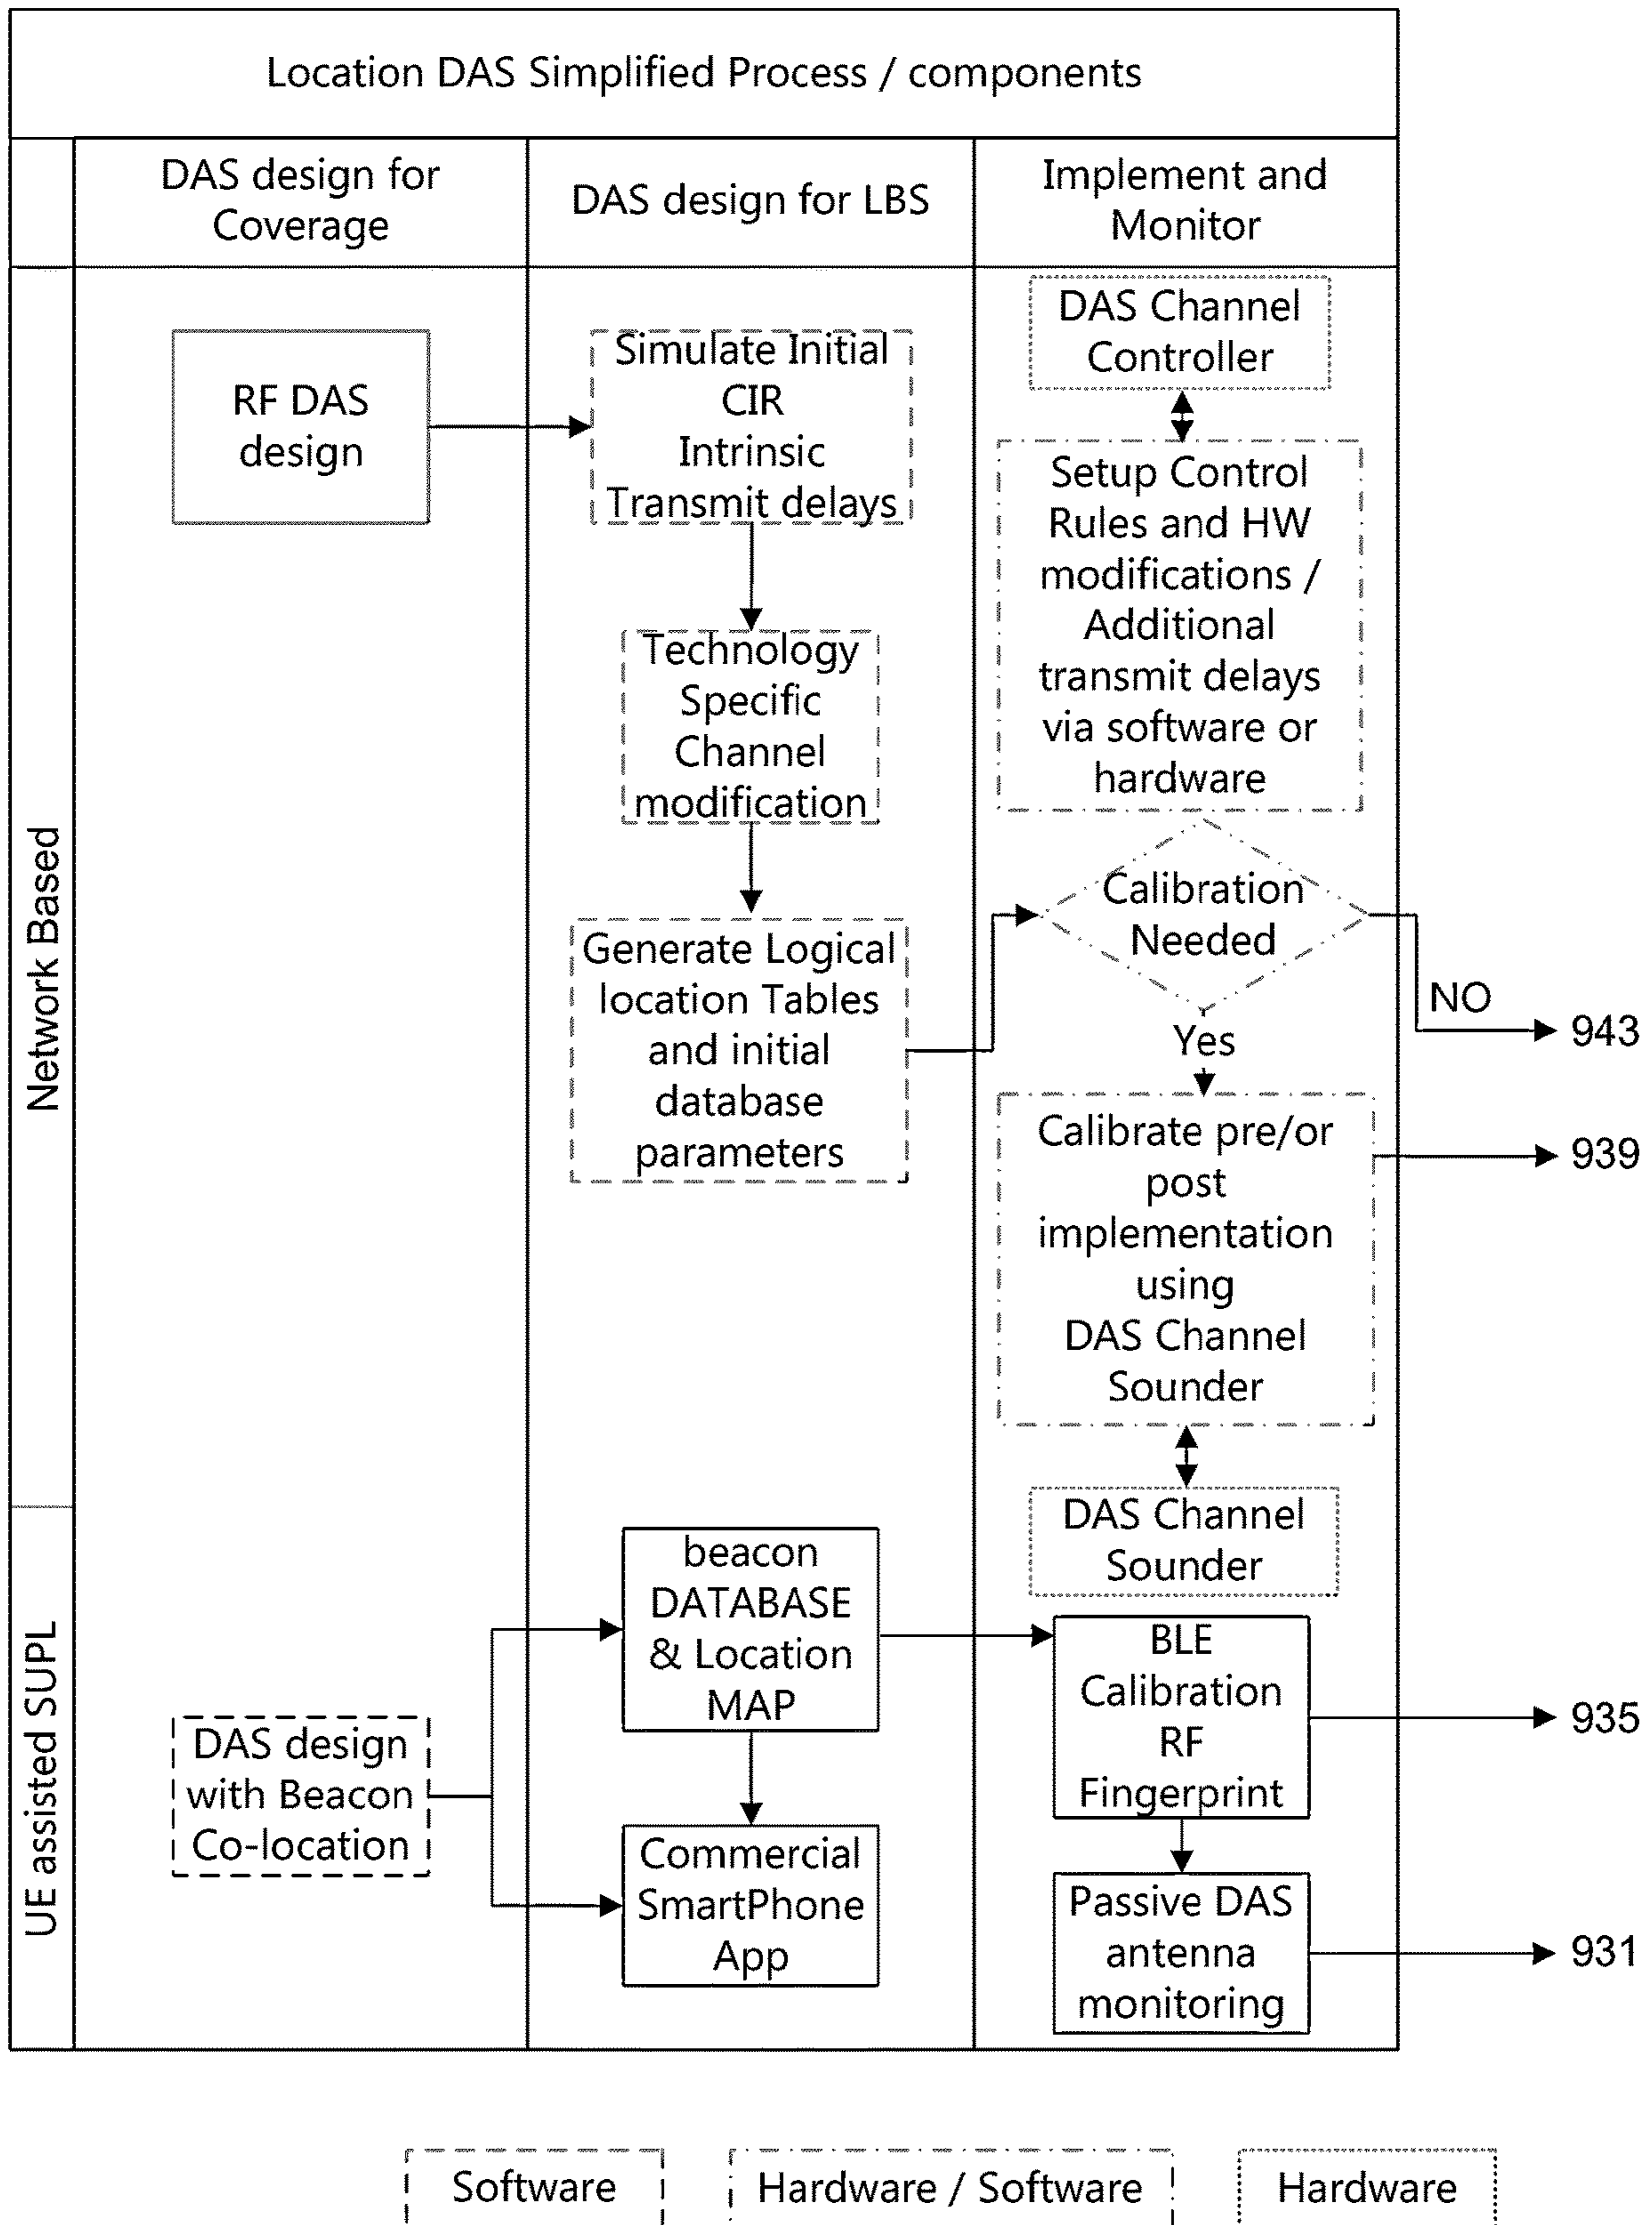 Location DAS Simplified Process / components
DAS design for
Coverage
DAS design for LBS
Implement and
Monitor
Network Based
RF DAS
design
Simulate Initial
CIR
Intrinsic
Transmit delays
Technology
Specific
Channel
modification
Generate Logical
location Tables
and initial
database
parameters
DAS Channel
Controller
Setup Control
Rules and HW
modifications /
Additional
transmit delays
via software or
hardware
Calibration
Needed
NO
943
Yes
Calibrate pre/or
post
implementation
using
DAS Channel
Sounder
939
DAS Channel
Sounder
UE assisted SUPL
DAS design
with Beacon
Co-location
beacon
DATABASE
& Location
MAP
Commercial
SmartPhone
App
BLE
Calibration
RF
Fingerprint
935
Passive DAS
antenna
monitoring
931
Software
Hardware / Software
Hardware